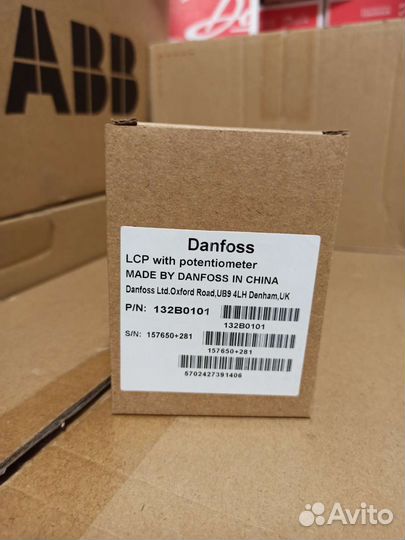 ABB
Danfoss
LCP with potentiometer
MADE BY DANFOSS IN CHINA
Danfoss Ltd.Oxford Road,UB9 4LH Denham,UK
P/N: 132B0101
132B0101
S/N: 157650+281
157650+281
5702427391406
Avito